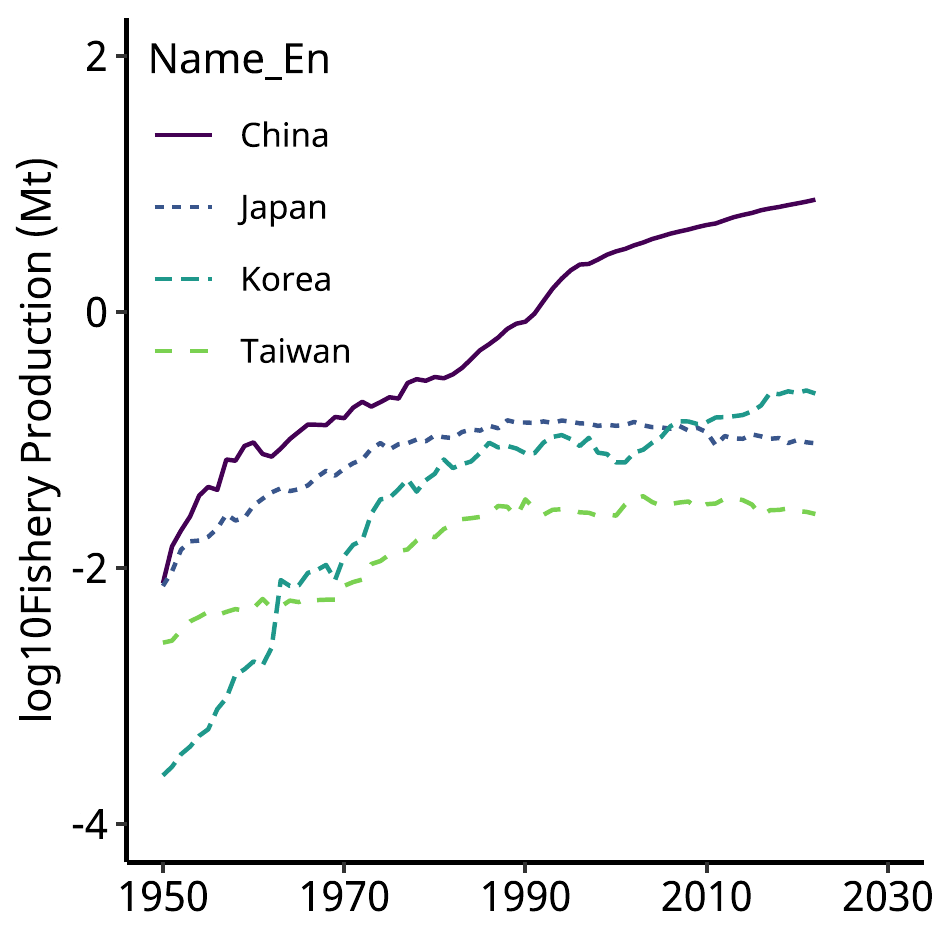 log10Fishery Production (Mt)
2
0
-2
-4
Name_En
China
Japan
Korea
Taiwan
1950 1970 1990 2010 2030